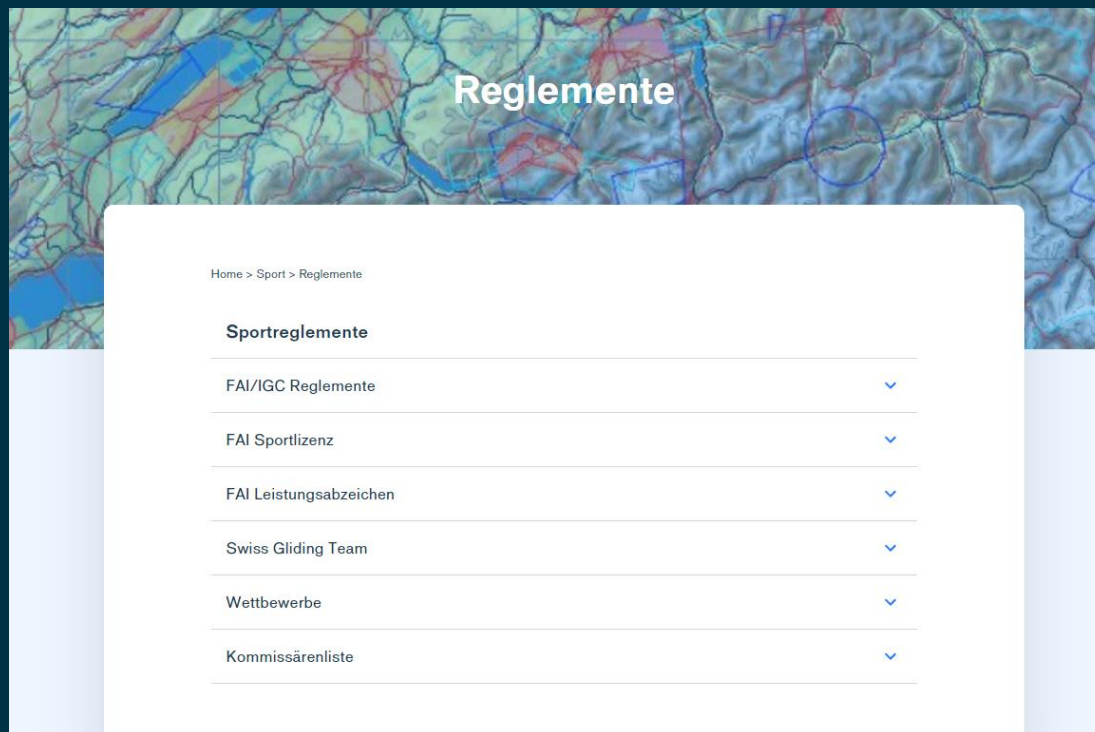 Reglemente
Home > Sport > Reglemente
Sportreglemente
FAI/IGC Reglemente
FAI Sportlizenz
FAI Leistungsabzeichen
Swiss Gliding Team
Wettbewerbe
Kommissärenliste